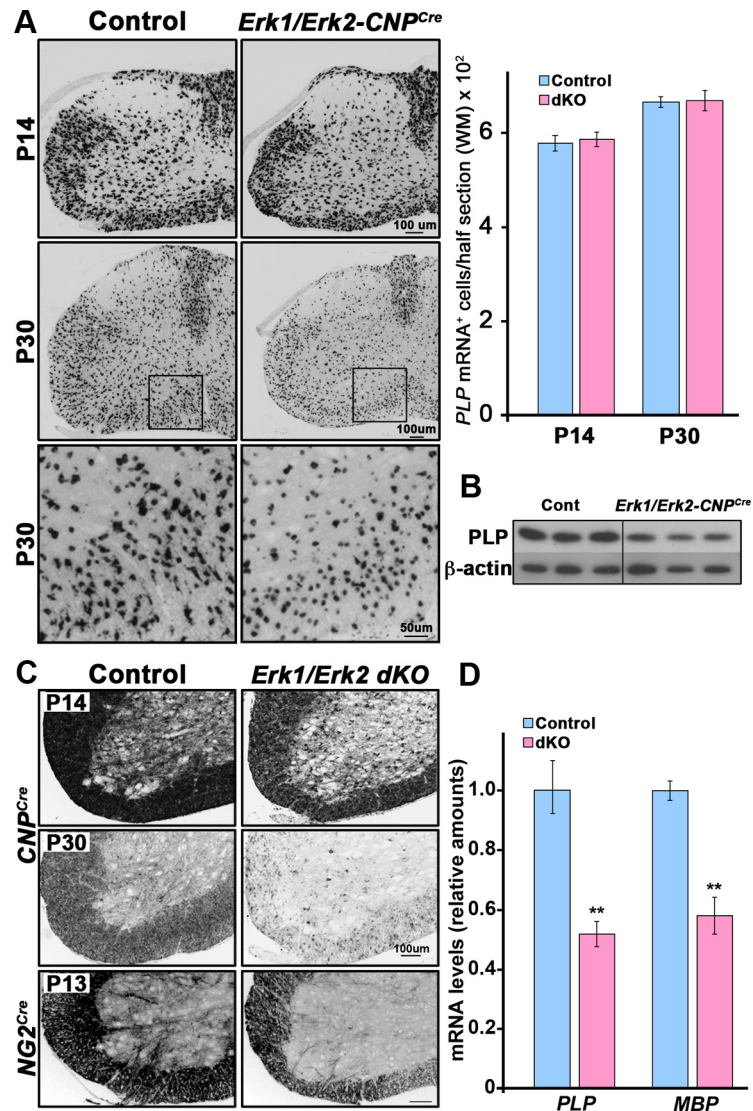 A
Control
Erk1/Erk2-CNPCre
P14
100 um
P30
100um
P30
50um
Control
dKO
PLP mRNA+ cells/half section (WM) x 102
6
4
2
0
P14
P30
B
Cont
Erk1/Erk2-CNPCre
PLP
β-actin
C
Control
Erk1/Erk2 dKO
CNPCre
P14
P30
100um
NG2Cre
P13
D
Control
dKO
mRNA levels (relative amounts)
1.0
0.8
0.6
0.4
0.2
0
**
**
PLP
MBP